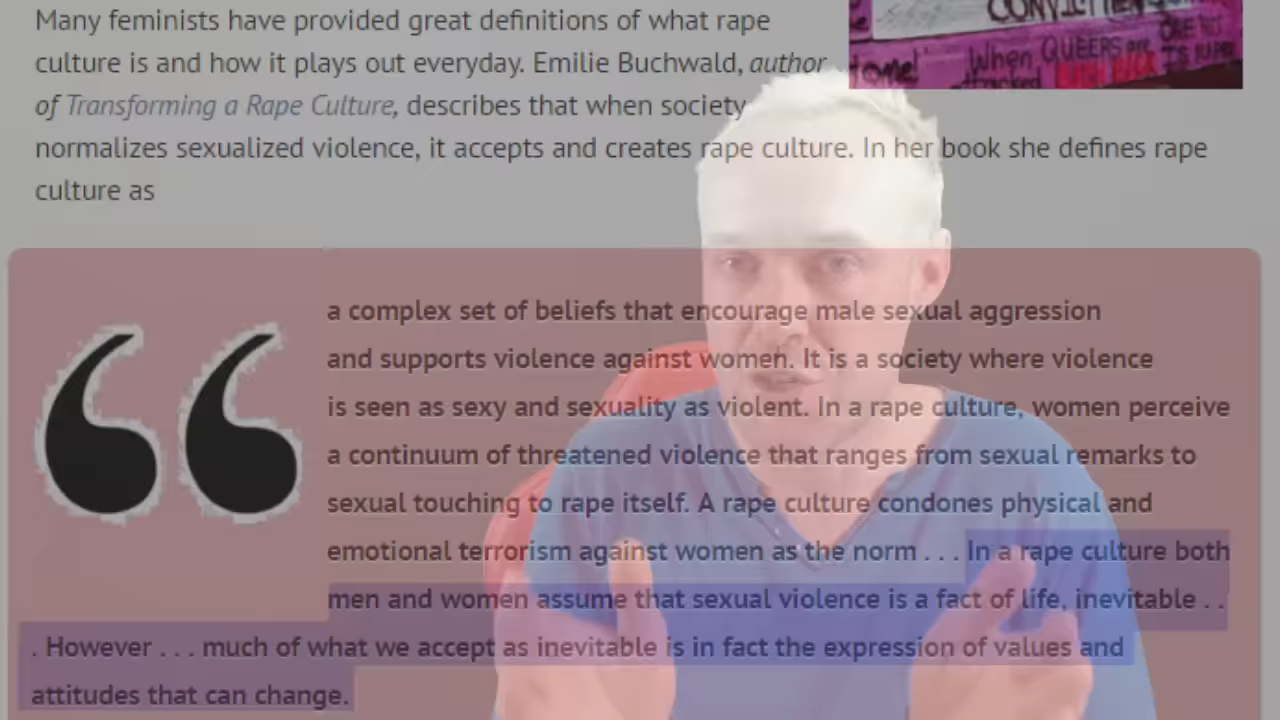 Many feminists have provided great definitions of what rape
culture is and how it plays out everyday. Emilie Buchwald, author
of Transforming a Rape Culture, describes that when society
normalizes sexualized violence, it accepts and creates rape culture. In her book she defines rape
culture as
CONVICTION
When QUEERS are
“ a complex set of beliefs that encourage male sexual aggression
and supports violence against women. It is a society where violence
is seen as sexy and sexuality as violent. In a rape culture, women perceive
a continuum of threatened violence that ranges from sexual remarks to
sexual touching to rape itself. A rape culture condones physical and
emotional terrorism against women as the norm . . . In a rape culture both
men and women assume that sexual violence is a fact of life, inevitable . .
. However . . . much of what we accept as inevitable is in fact the expression of values and
attitudes that can change.